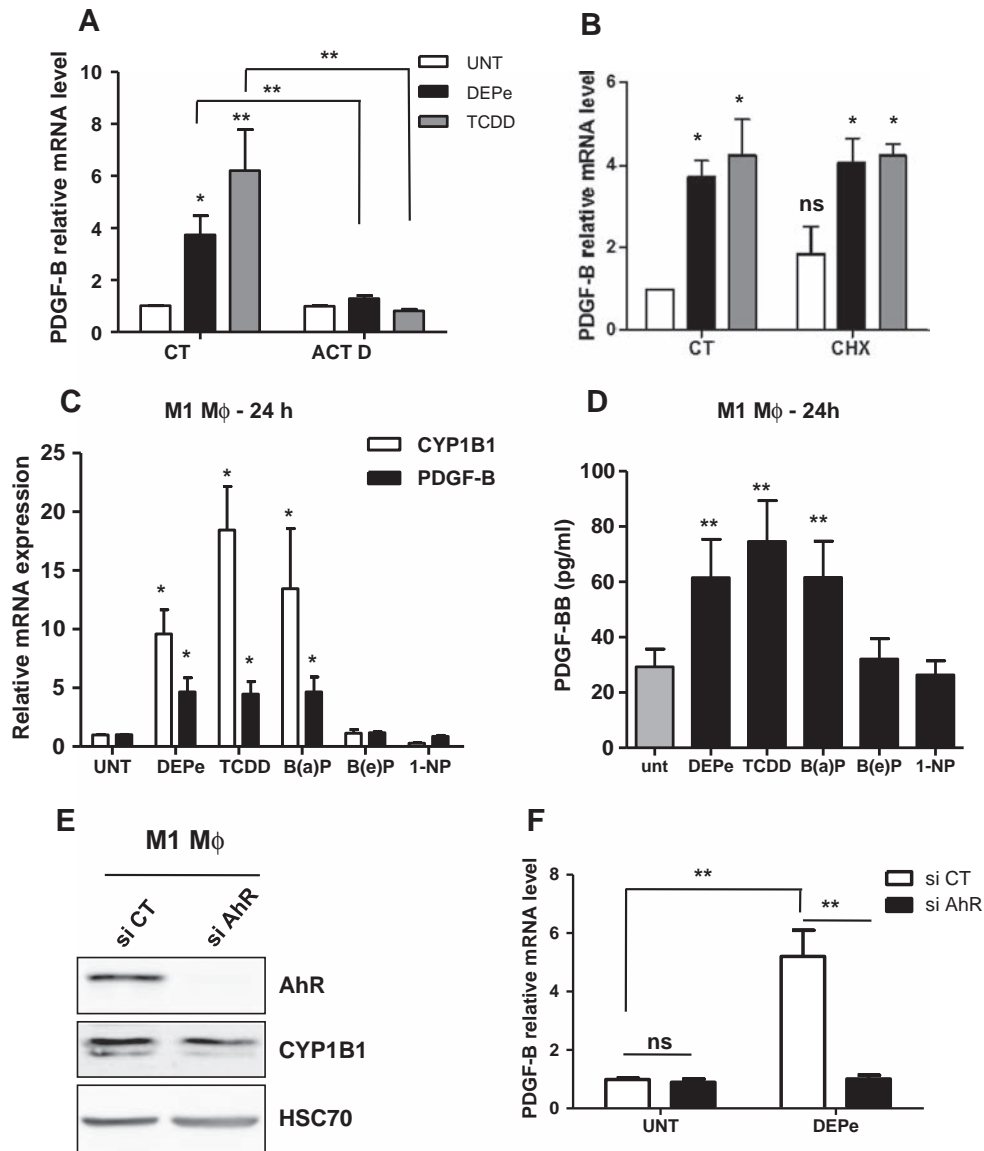 A
PDGF-B relative mRNA level
10
8
6
4
2
0
**
**
*
**
UNT
DEPe
TCDD
CT
ACT D
B
PDGF-B relative mRNA level
6
4
2
0
*
*
ns
*
*
CT
CHX
C
M1 Mϕ - 24 h
Relative mRNA expression
25
20
15
10
5
0
*
*
*
*
*
*
CYP1B1
PDGF-B
UNT
DEPe
TCDD
B(a)P
B(e)P
1-NP
D
M1 Mϕ - 24h
PDGF-BB (pg/ml)
100
80
60
40
20
0
**
**
**
unt
DEPe
TCDD
B(a)P
B(e)P
1-NP
E
M1 Mϕ
si CT
si AhR
AhR
CYP1B1
HSC70
F
PDGF-B relative mRNA level
8
6
4
2
0
**
**
ns
si CT
si AhR
UNT
DEPe